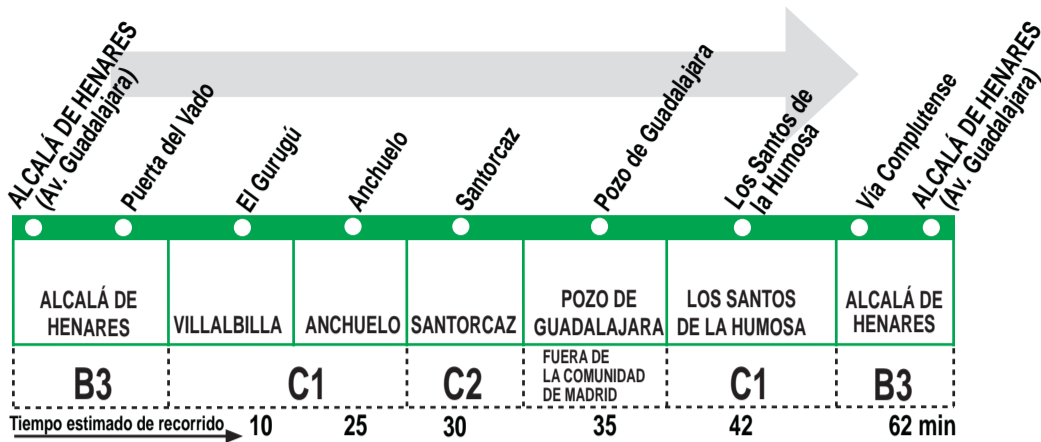 ALCALÁ DE HENARES
(Av. Guadalajara)
Puerta del Vado
El Gurugú
Anchuelo
Santorcaz
Pozo de Guadalajara
Los Santos de
la Humosa
Vía Complutense
ALCALÁ DE HENARES
(Av. Guadalajara)
ALCALÁ DE
HENARES
VILLALBILLA
ANCHUELO
SANTORCAZ
POZO DE
GUADALAJARA
LOS SANTOS
DE LA HUMOSA
ALCALÁ DE
HENARES
B3
C1
C2
FUERA DE
LA COMUNIDAD
DE MADRID
C1
B3
Tiempo estimado de recorrido 10 25 30 35 42 62 min